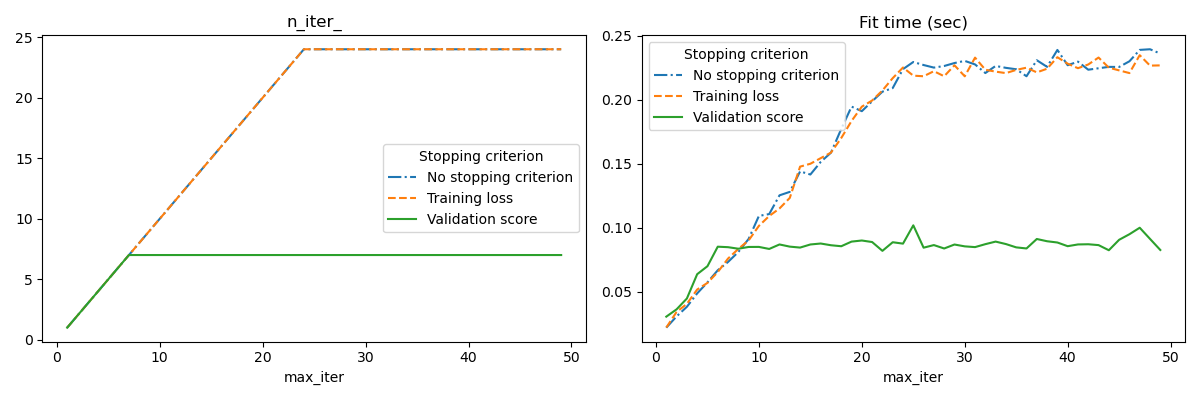 n_iter_
25
20
15
10
5
0
Stopping criterion
No stopping criterion
Training loss
Validation score
0 10 20 30 40 50
max_iter
Fit time (sec)
0.25
0.20
0.15
0.10
0.05
Stopping criterion
No stopping criterion
Training loss
Validation score
0 10 20 30 40 50
max_iter